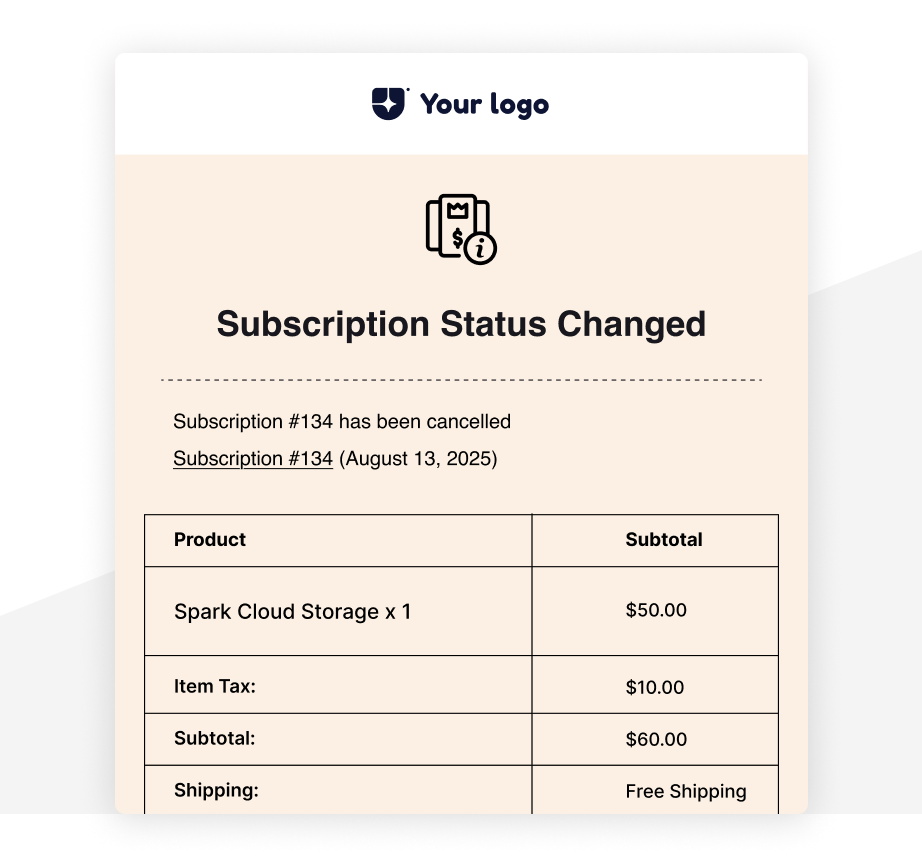 Your logo
$
i
Subscription Status Changed
Subscription #134 has been cancelled
Subscription #134 (August 13, 2025)
Product Subtotal
Spark Cloud Storage x 1 $50.00
Item Tax: $10.00
Subtotal: $60.00
Shipping: Free Shipping